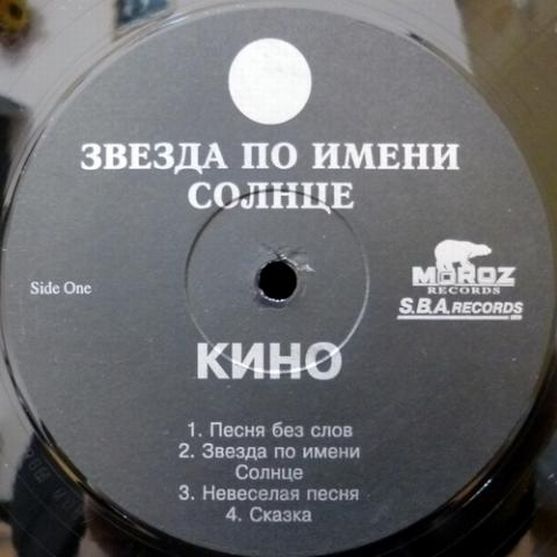 ЗВЕЗДА ПО ИМЕНИ
СОЛНЦЕ
Side One
MOROZ
RECORDS
S.B.A. RECORDS
КИНО
1. Песня без слов
2. Звезда по имени
Солнце
3. Невеселая песня
4. Сказка